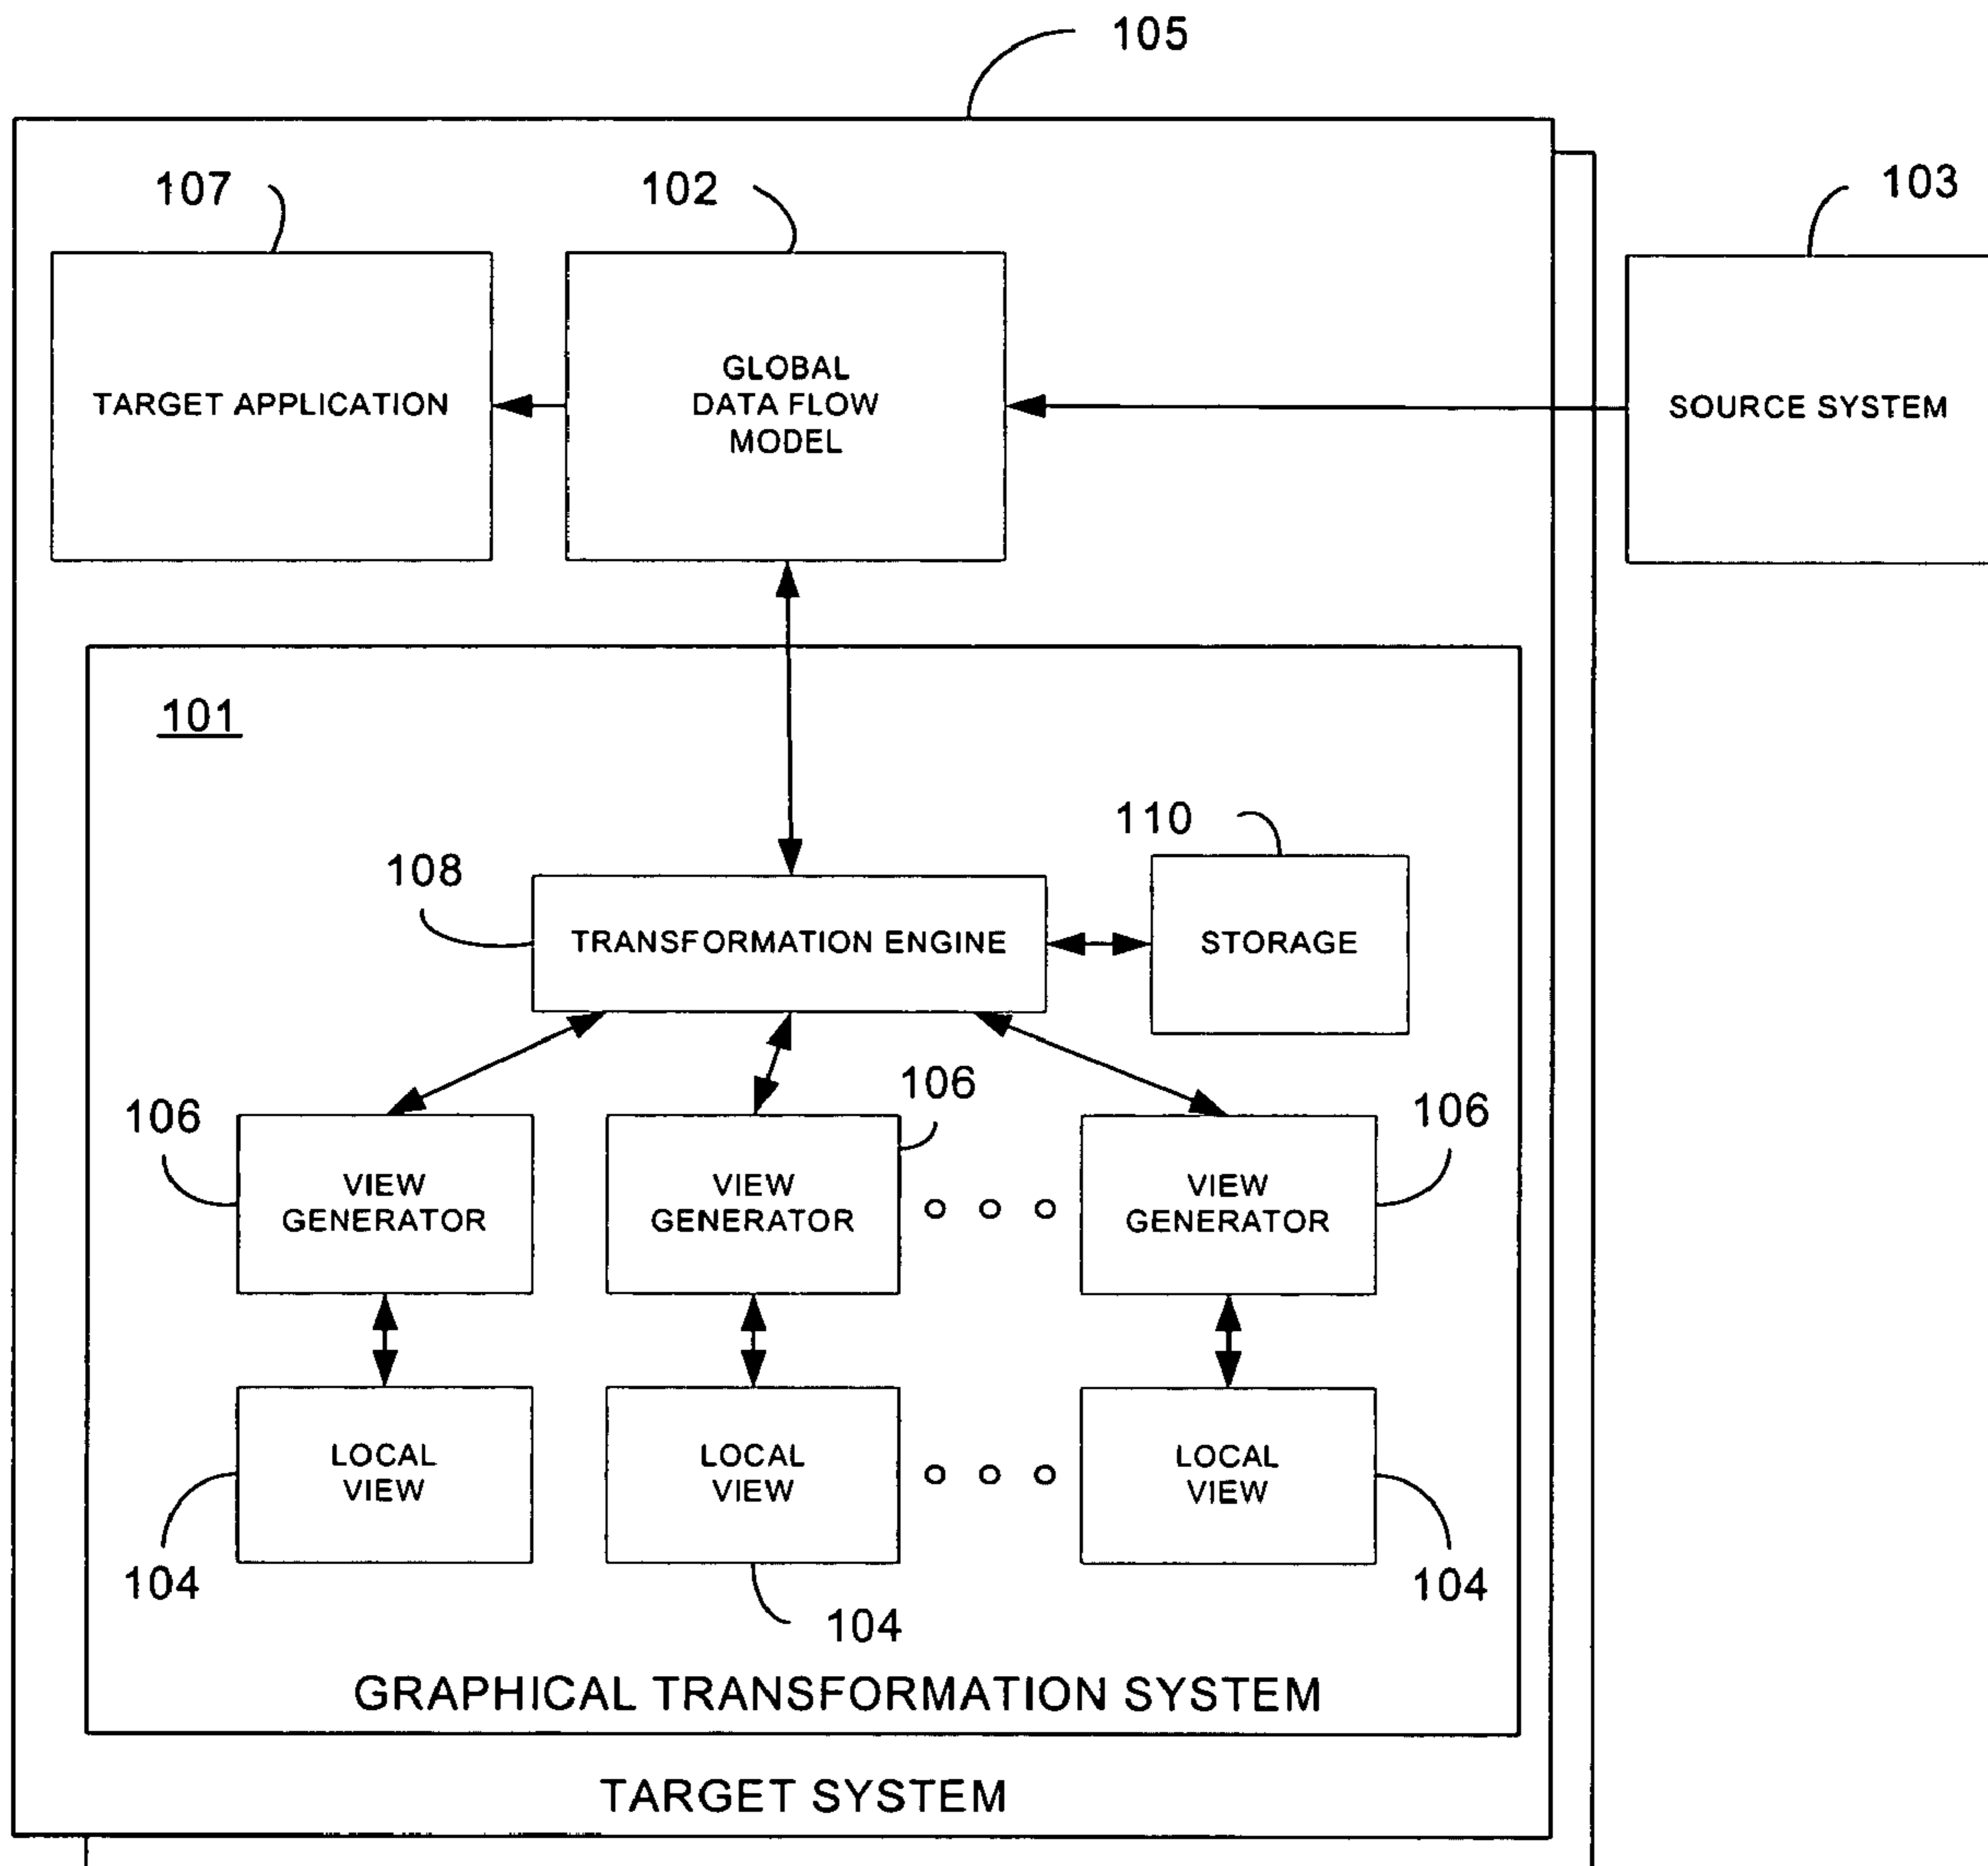 105
107
102
103
TARGET APPLICATION
GLOBAL
DATA FLOW
MODEL
SOURCE SYSTEM
101
110
108
TRANSFORMATION ENGINE
STORAGE
106
106
106
VIEW
GENERATOR
VIEW
GENERATOR
VIEW
GENERATOR
LOCAL
VIEW
LOCAL
VIEW
LOCAL
VIEW
104
104
104
GRAPHICAL TRANSFORMATION SYSTEM
TARGET SYSTEM